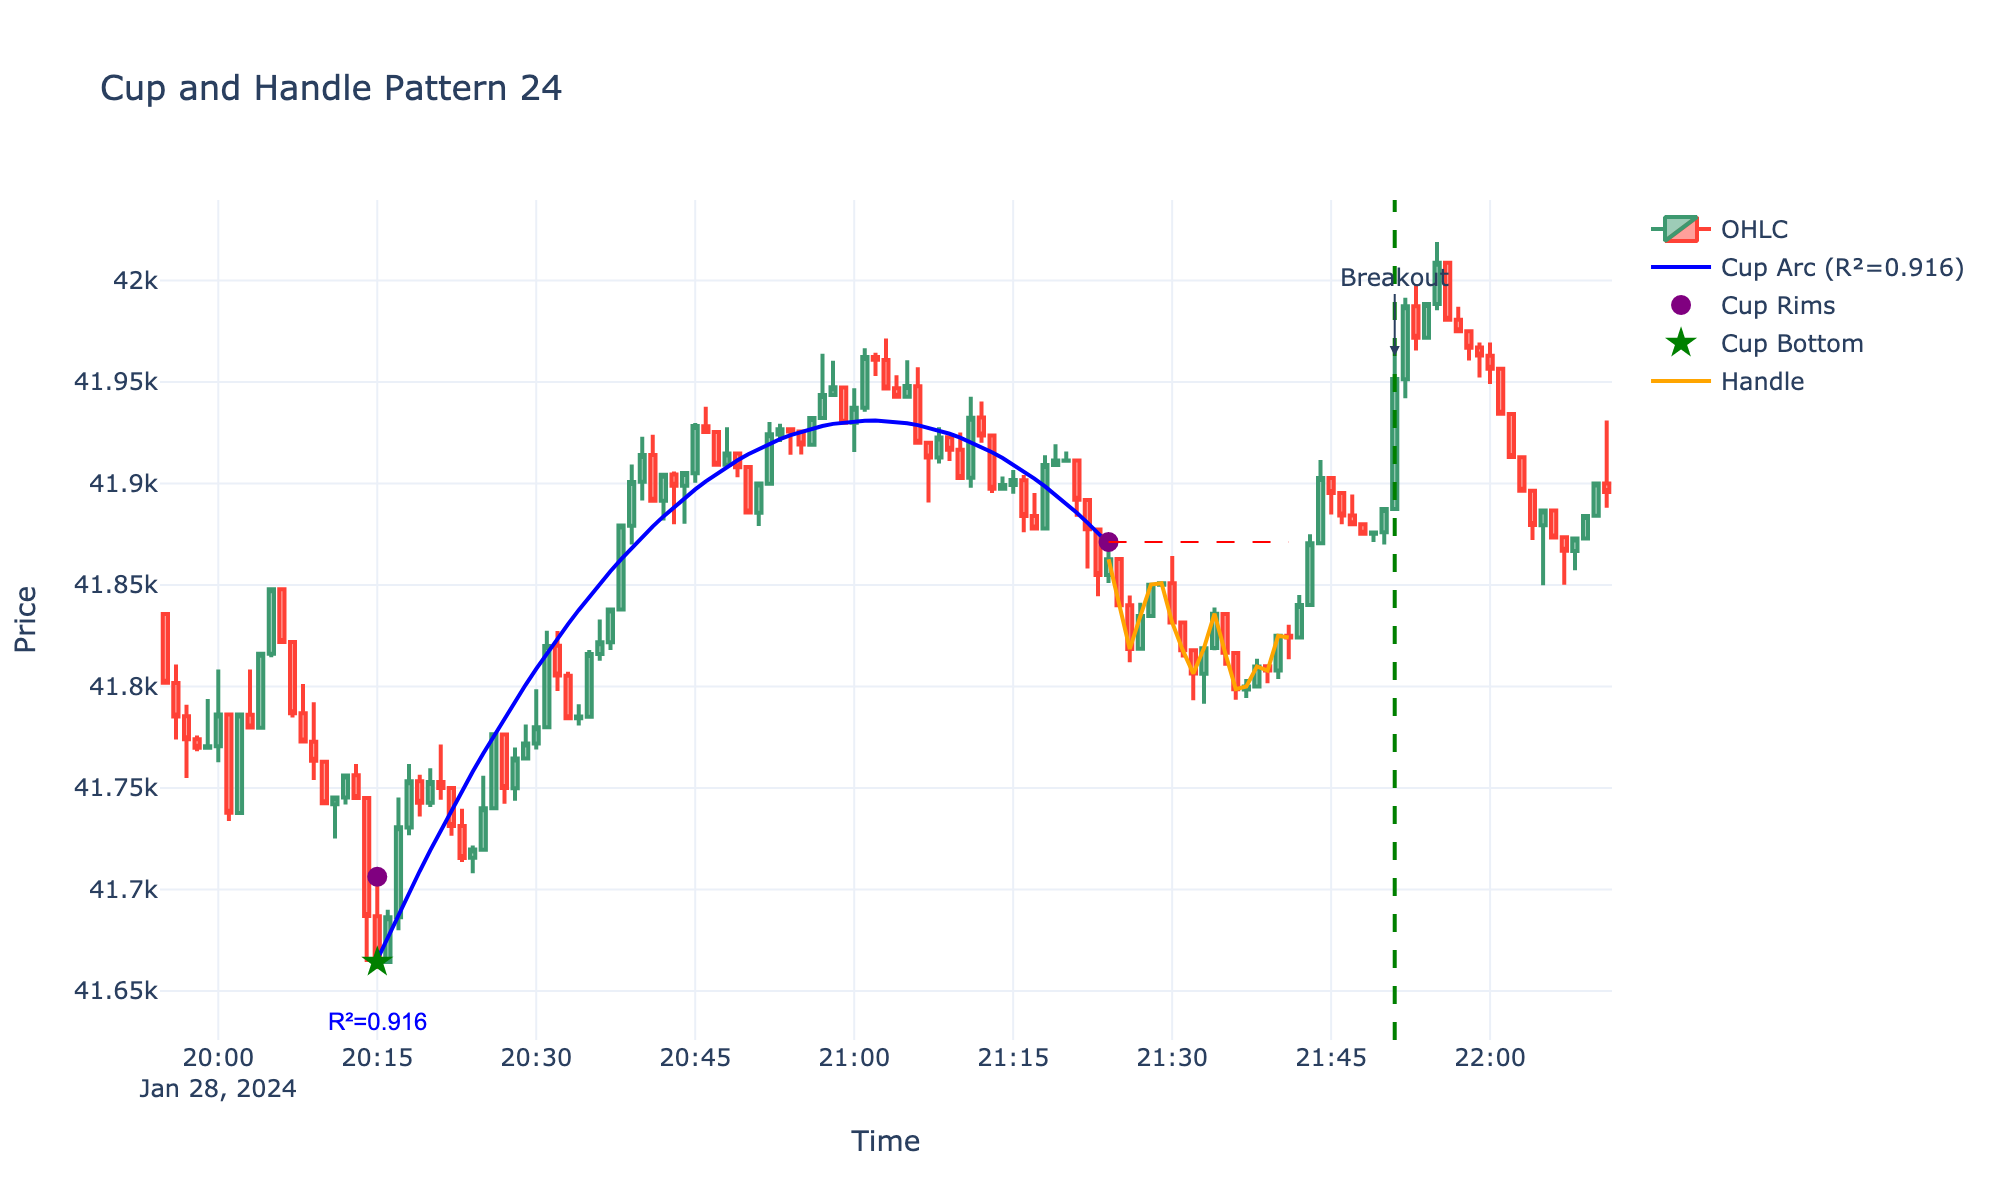 Cup and Handle Pattern 24
OHLC
Cup Arc (R²=0.916)
Cup Rims
Cup Bottom
Handle
Breakout
42k
41.95k
41.9k
41.85k
41.8k
41.75k
41.7k
41.65k
Price
R²=0.916
20:00
20:15
20:30
20:45
21:00
21:15
21:30
21:45
22:00
Jan 28, 2024
Time